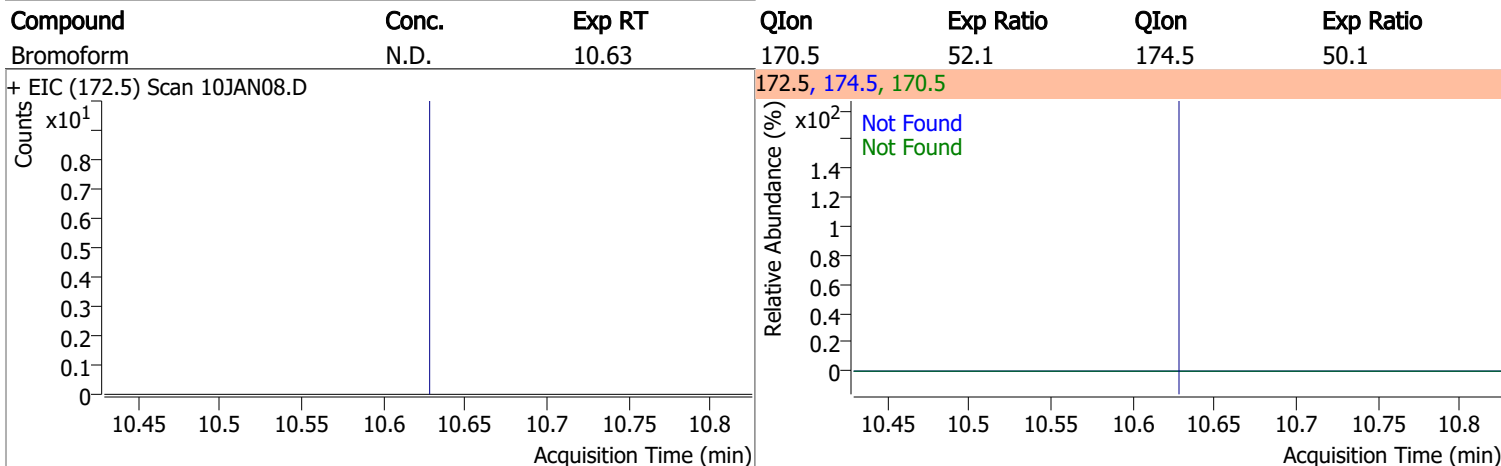 Compound Conc. Exp RT QIon Exp Ratio QIon Exp Ratio
Bromoform N.D. 10.63 170.5 52.1 174.5 50.1
+ EIC (172.5) Scan 10JAN08.D
Counts
x10¹
0.8
0.7
0.6
0.5
0.4
0.3
0.2
0.1
0
10.45 10.5 10.55 10.6 10.65 10.7 10.75 10.8
Acquisition Time (min)
172.5, 174.5, 170.5
Relative Abundance (%)
x10²
Not Found
Not Found
1.4
1.2
1
0.8
0.6
0.4
0.2
0
10.45 10.5 10.55 10.6 10.65 10.7 10.75 10.8
Acquisition Time (min)